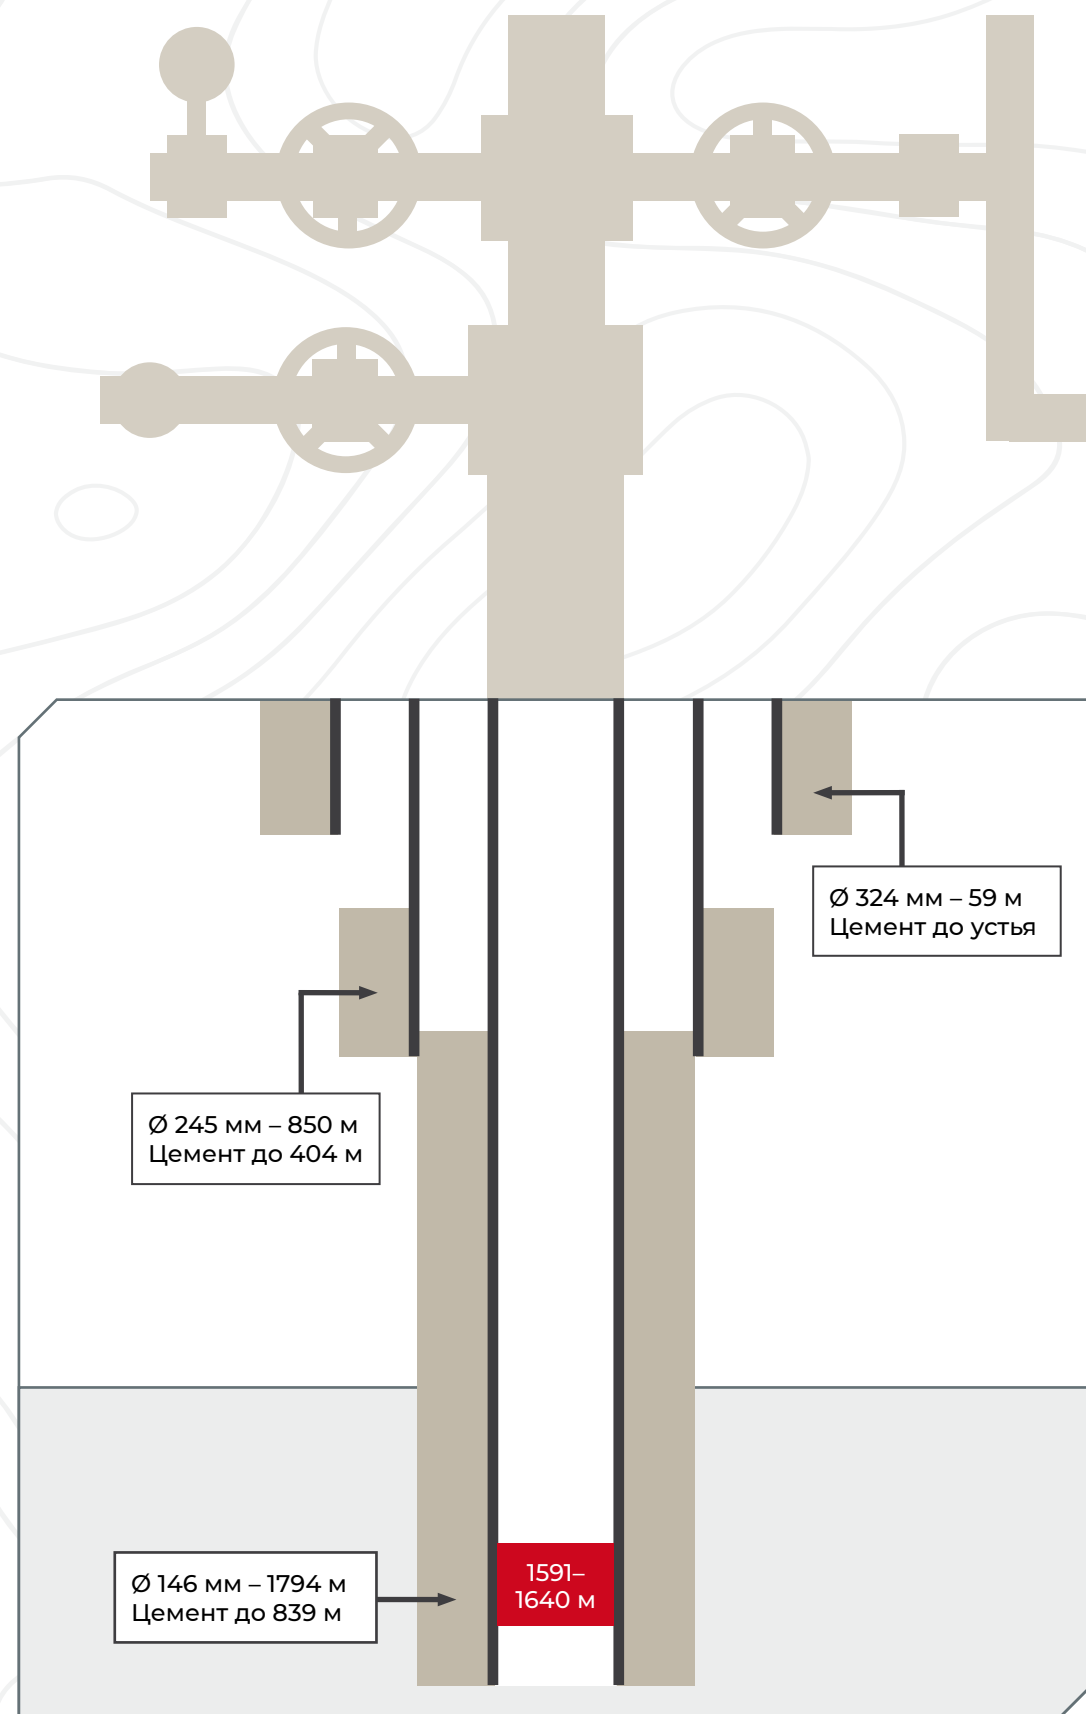 Ø 324 мм – 59 м
Цемент до устья
Ø 245 мм – 850 м
Цемент до 404 м
Ø 146 мм – 1794 м
Цемент до 839 м
1591–
1640 м